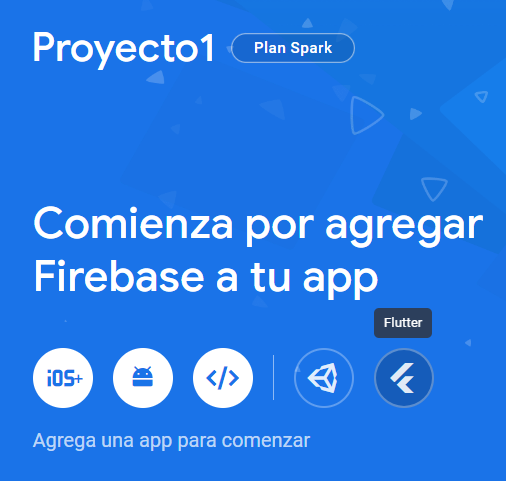 Proyecto1 Plan Spark
Comienza por agregar
Firebase a tu app
Flutter
iOS+
Agrega una app para comenzar